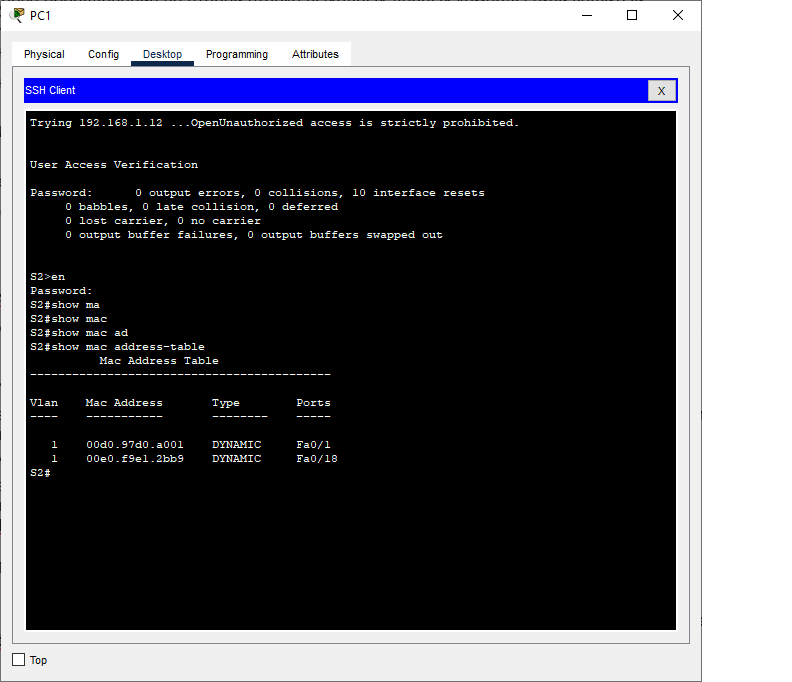 PC1
Physical Config Desktop Programming Attributes
SSH Client
X
Trying 192.168.1.12 ...OpenUnauthorized access is strictly prohibited.
User Access Verification
Password:      0 output errors, 0 collisions, 10 interface resets
     0 babbles, 0 late collision, 0 deferred
     0 lost carrier, 0 no carrier
     0 output buffer failures, 0 output buffers swapped out
S2>en
Password:
S2#show ma
S2#show mac
S2#show mac ad
S2#show mac address-table
          Mac Address Table
-------------------------------------------
Vlan    Mac Address       Type        Ports
----    -----------       --------    -----
   1    00d0.97d0.a001    DYNAMIC     Fa0/1
   1    00e0.f9e1.2bb9    DYNAMIC     Fa0/18
S2#
Top